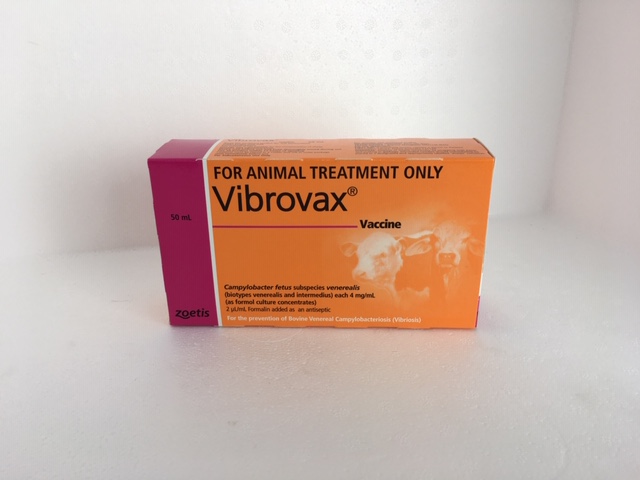 FOR ANIMAL TREATMENT ONLY
Vibrovax®
50 mL
Vaccine
Campylobacter fetus subspecies venerealis
(biotypes venerealis and intermedius) each 4 mg/mL
(as formol culture concentrates)
2 µL/mL Formalin added as an antiseptic
zoetis
For the prevention of Bovine Venereal Campylobacteriosis (Vibriosis)